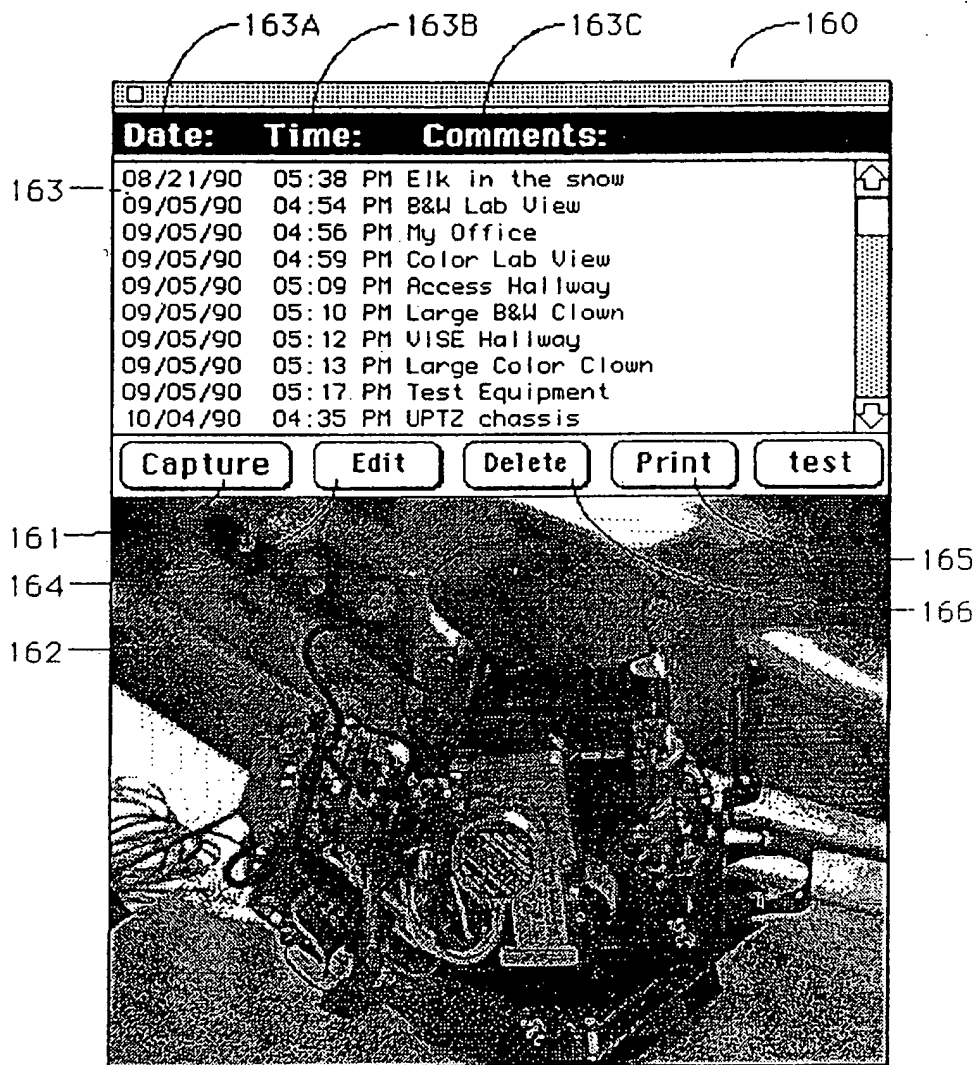 163A 163B 163C 160
Date: Time: Comments:
163
08/21/90 05:38 PM Elk in the snow
09/05/90 04:54 PM B&W Lab View
09/05/90 04:56 PM My Office
09/05/90 04:59 PM Color Lab View
09/05/90 05:09 PM Access Hallway
09/05/90 05:10 PM Large B&W Clown
09/05/90 05:12 PM VISE Hallway
09/05/90 05:13 PM Large Color Clown
09/05/90 05:17 PM Test Equipment
10/04/90 04:35 PM UPTZ chassis
Capture Edit Delete Print test
161
165
164
166
162